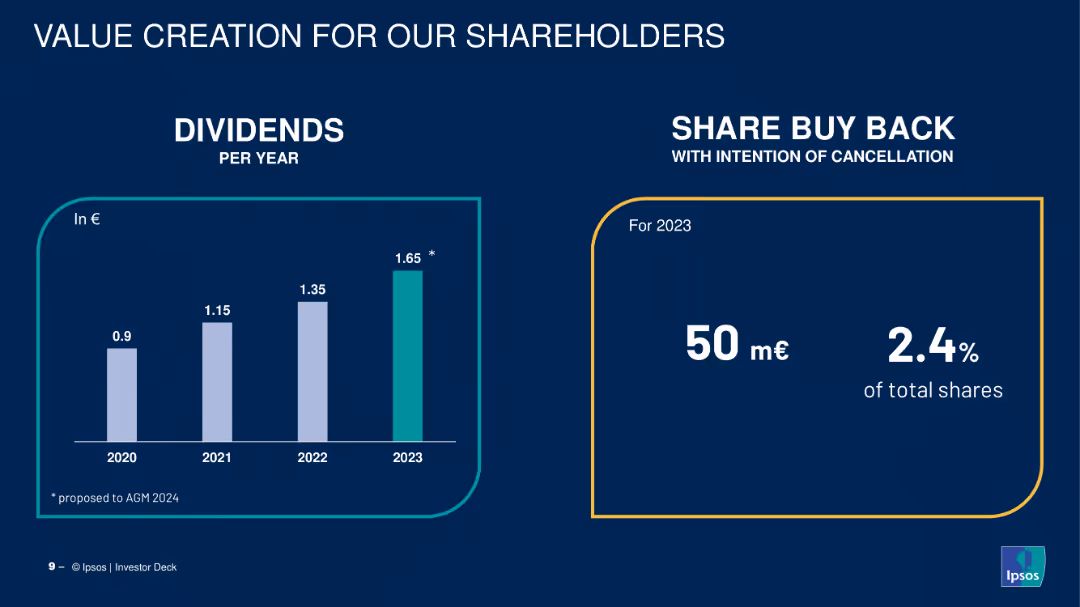 VALUE CREATION FOR OUR SHAREHOLDERS
DIVIDENDS
PER YEAR
In €
0.9
1.15
1.35
1.65 *
2020 2021 2022 2023
* proposed to AGM 2024
SHARE BUY BACK
WITH INTENTION OF CANCELLATION
For 2023
50 m€
2.4%
of total shares
9 – © Ipsos | Investor Deck
Ipsos